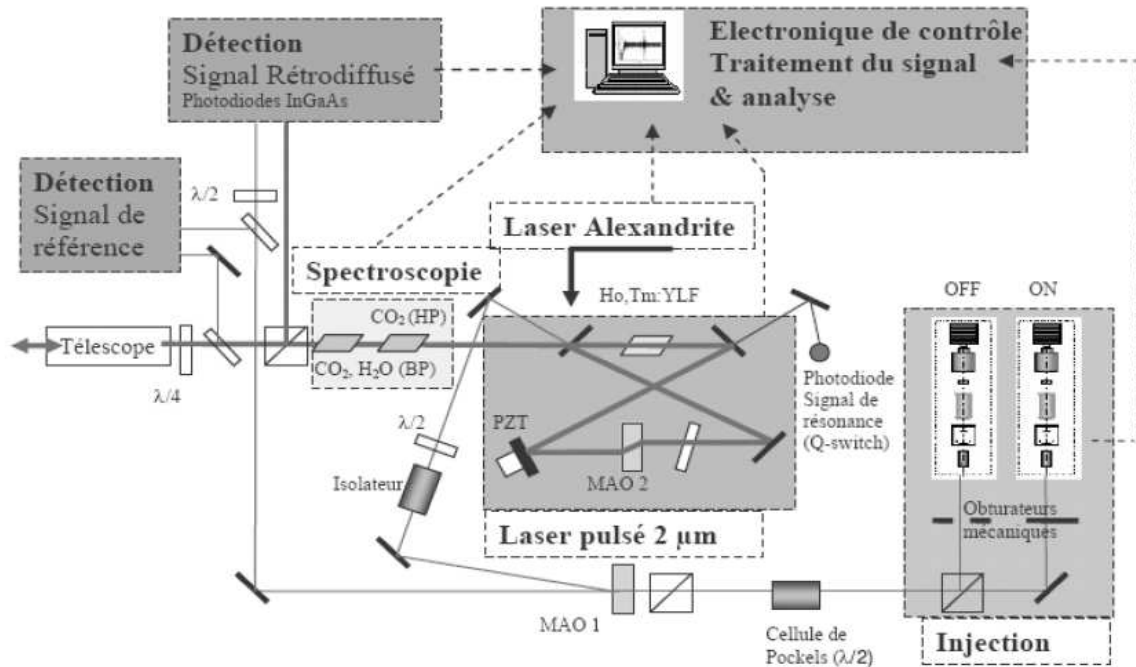 Détection
Signal Rétrodiffusé
Photodiodes InGaAs
Electronique de contrôle
Traitement du signal
& analyse
Détection
Signal de
référence
λ/2
Laser Alexandrite
Spectroscopie
Ho,Tm:YLF
OFF
ON
CO₂ (HP)
Télescope
CO₂, H₂O (BP)
λ/4
Photodiode
Signal de
résonance
(Q-switch)
λ/2
PZT
Isolateur
MAO 2
Obturateurs
mécaniques
Laser pulsé 2 µm
MAO 1
Cellule de
Pockels (λ/2)
Injection